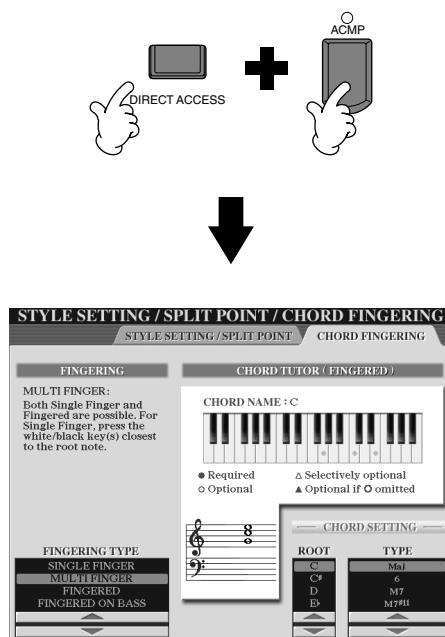 ACMP
DIRECT ACCESS
STYLE SETTING / SPLIT POINT / CHORD FINGERING
STYLE SETTING / SPLIT POINT
CHORD FINGERING
FINGERING
MULTI FINGER:
Both Single Finger and
Fingered are possible. For
Single Finger, press the
white/black key(s) closest
to the root note.
FINGERING TYPE
SINGLE FINGER
MULTI FINGER
FINGERED
FINGERED ON BASS
CHORD TUTOR ( FINGERED )
CHORD NAME : C
● Required
△ Selectively optional
○ Optional
▲ Optional if O omitted
CHORD SETTING
ROOT
C
C#
D
E♭
TYPE
Maj
6
M7
M7#11